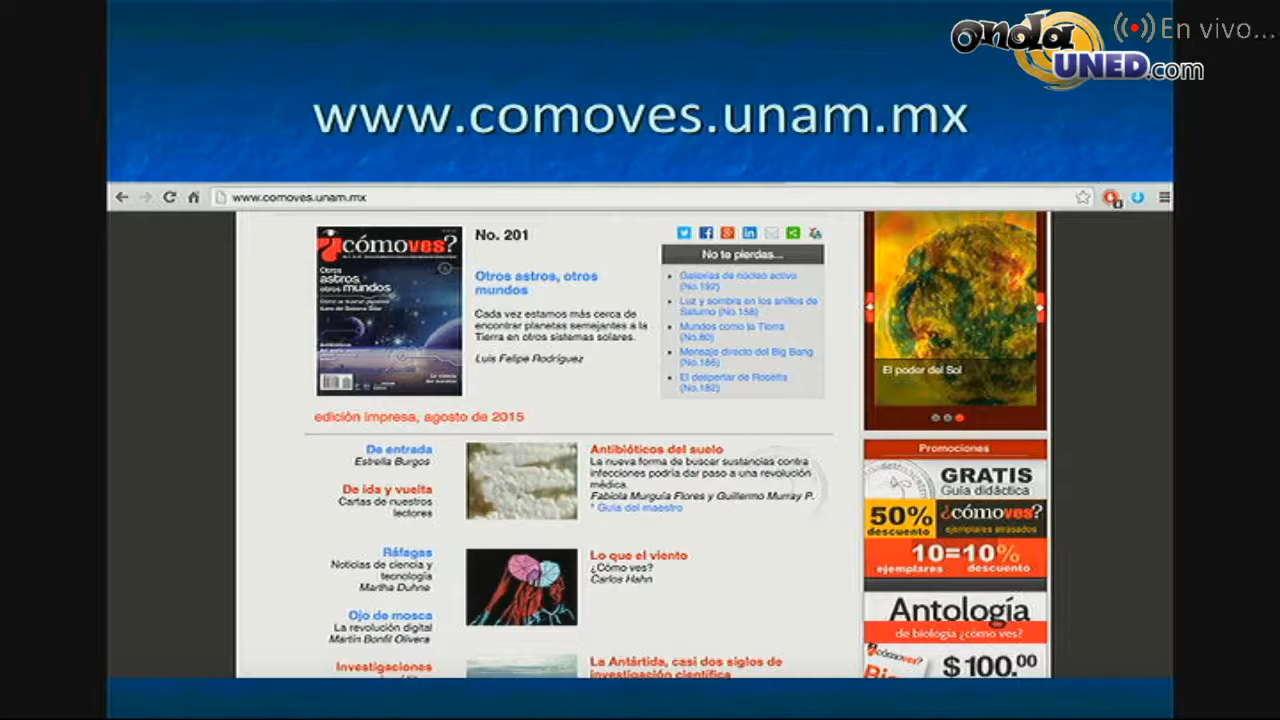 onda
UNED.com
En vivo...
www.comoves.unam.mx
www.comoves.unam.mx
¿cómoves?
Otros
astros,
otros mundos
No. 201
Otros astros, otros
mundos
Cada vez estamos más cerca de
encontrar planetas semejantes a la
Tierra en otros sistemas solares.
Luis Felipe Rodríguez
No te pierdas...
Galerías de núcleo activo
(No.192)
Luz y sombra en los anillos de
Saturno (No.158)
Mundos como la Tierra
(No.80)
Mensaje directo del Big Bang
(No.186)
El despertar de Rosetta
(No.182)
edición impresa, agosto de 2015
De entrada
Estrella Burgos
De ida y vuelta
Cartas de nuestros
lectores
Ráfagas
Noticias de ciencia y
tecnología
Martha Duhne
Ojo de mosca
La revolución digital
Martín Bonfil Olivera
Investigaciones
Antibióticos del suelo
La nueva forma de buscar sustancias contra
infecciones podría dar paso a una revolución
médica.
Fabiola Murguía Flores y Guillermo Murray P.
* Guía del maestro
Lo que el viento
¿Cómo ves?
Carlos Hahn
La Antártida, casi dos siglos de
investigación científica
El poder del Sol
Promociones
GRATIS
Guía didáctica
50%
descuento
¿cómoves?
ejemplares atrasados
10=10%
ejemplares descuento
Antología
de biología ¿cómo ves?
¿cómoves?
$100.00